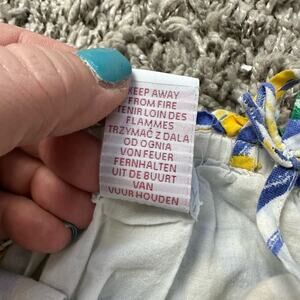 KEEP AWAY
FROM FIRE
TENIR LOIN DES
FLAMMES
TRZYMAĆ Z DALA
OD OGNIA
VON FEUER
FERNHALTEN
UIT DE BUURT
VAN
VUUR HOUDEN